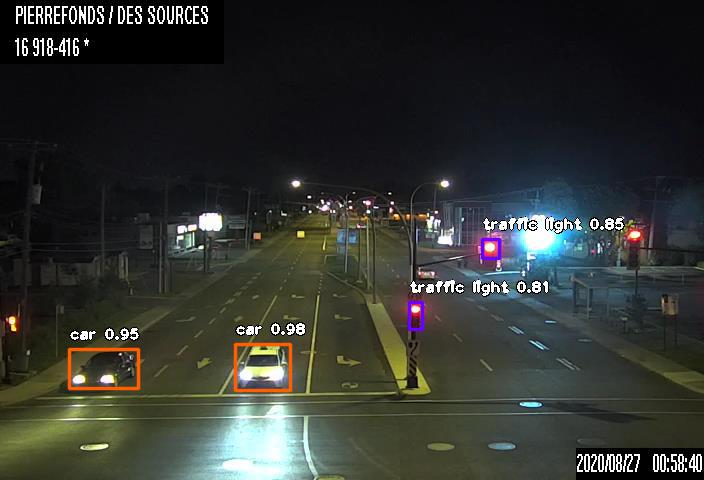 PIERREFONDS / DES SOURCES
16 918-416 *
traffic light 0.85
traffic light 0.81
car 0.95
car 0.98
2020/08/27 00:58:40